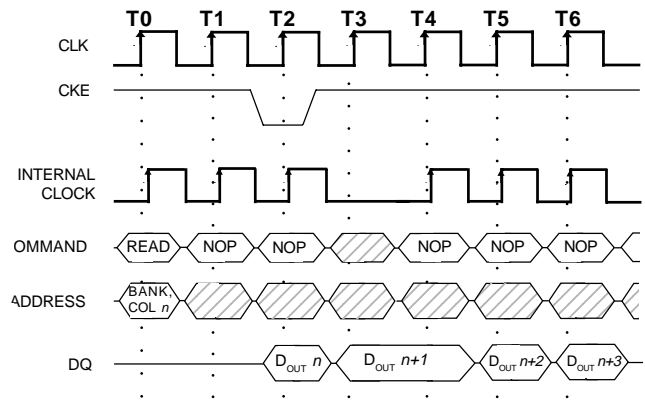 T0 T1 T2 T3 T4 T5 T6
CLK
CKE
INTERNAL
CLOCK
OMMAND READ NOP NOP NOP NOP NOP
ADDRESS BANK,
COL n
DQ DOUT n DOUT n+1 DOUT n+2 DOUT n+3